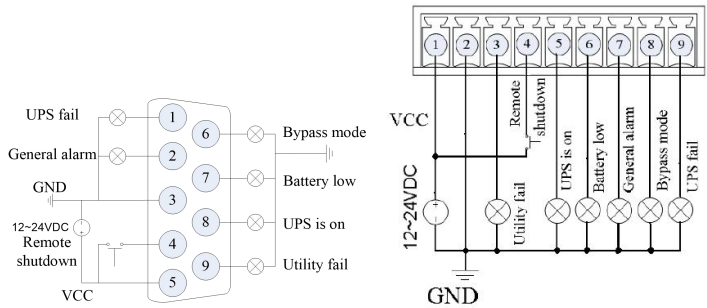 UPS fail
General alarm
GND
12~24VDC
Remote
shutdown
VCC
1
2
3
4
5
6
7
8
9
Bypass mode
Battery low
UPS is on
Utility fail
1 2 3 4 5 6 7 8 9
VCC
Remote
shutdown
12~24VDC
Utility fail
UPS is on
Battery low
General alarm
Bypass mode
UPS fail
GND